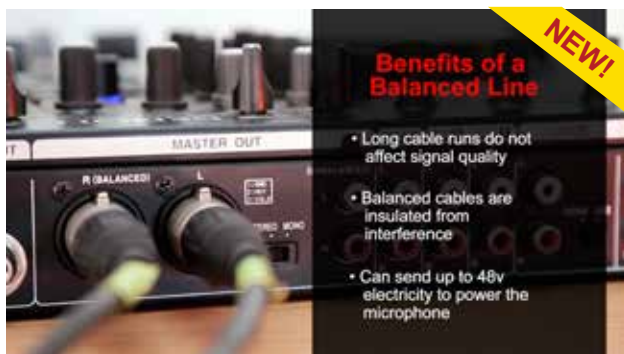 NEW!
Benefits of a
Balanced Line
• Long cable runs do not
affect signal quality
• Balanced cables are
insulated from
interference
• Can send up to 48v
electricity to power the
microphone
MASTER OUT
R (BALANCED)
L
MONO